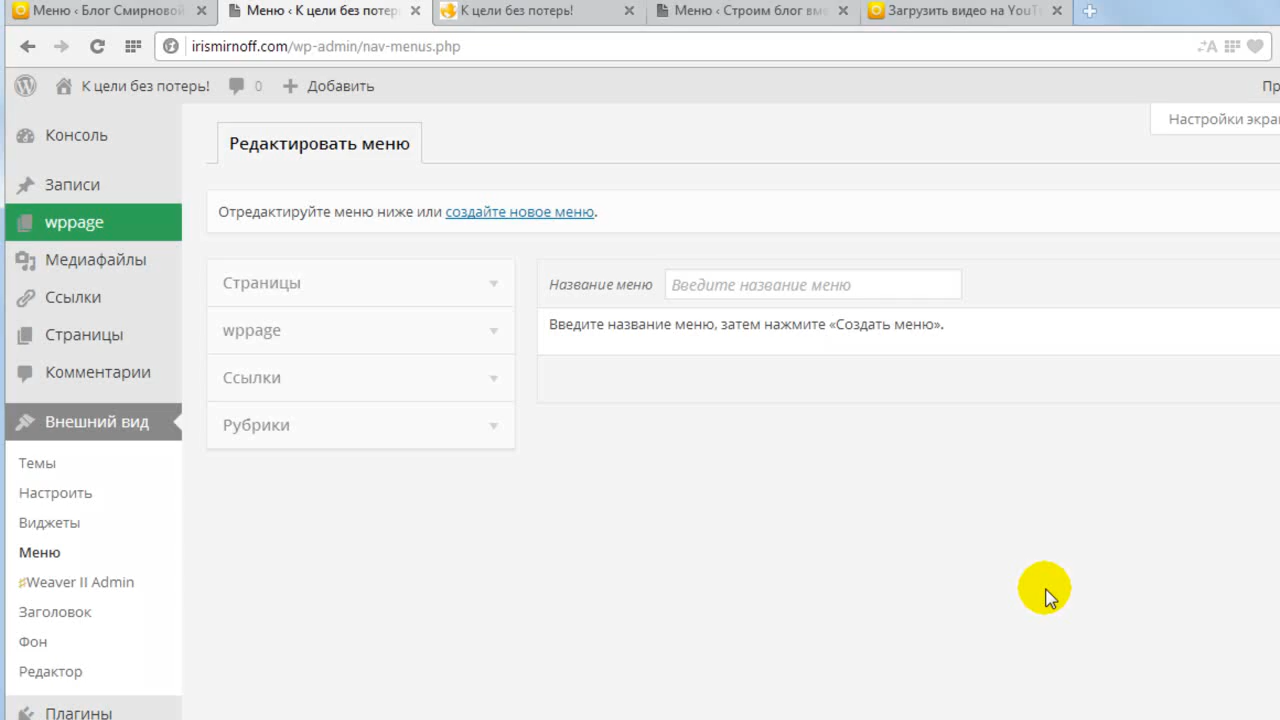 Меню ‹ Блог Смирновой
Меню ‹ К цели без потер
К цели без потерь!
Меню ‹ Строим блог вме
Загрузить видео на YouT
irismirnoff.com/wp-admin/nav-menus.php
К цели без потерь!
0
Добавить
Пр
Консоль
Настройки экра
Редактировать меню
Записи
wppage
Отредактируйте меню ниже или создайте новое меню.
Медиафайлы
Ссылки
Страницы
Комментарии
Внешний вид
Темы
Настроить
Виджеты
Меню
Weaver II Admin
Заголовок
Фон
Редактор
Плагины
Страницы
wppage
Ссылки
Рубрики
Название меню
Введите название меню
Введите название меню, затем нажмите «Создать меню».